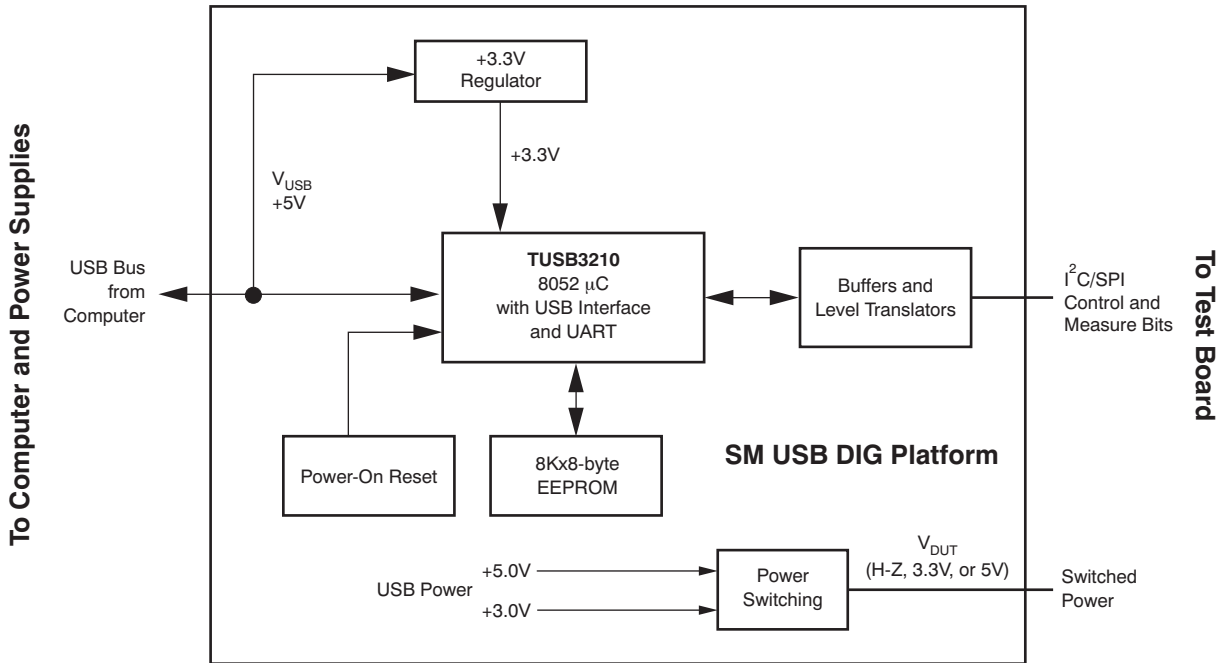 To Computer and Power Supplies
+3.3V
Regulator
+3.3V
V_USB
+5V
USB Bus
from
Computer
TUSB3210
8052 μC
with USB Interface
and UART
Buffers and
Level Translators
I²C/SPI
Control and
Measure Bits
To Test Board
Power-On Reset
8Kx8-byte
EEPROM
SM USB DIG Platform
USB Power
+5.0V
+3.0V
Power
Switching
V_DUT
(H-Z, 3.3V, or 5V)
Switched
Power